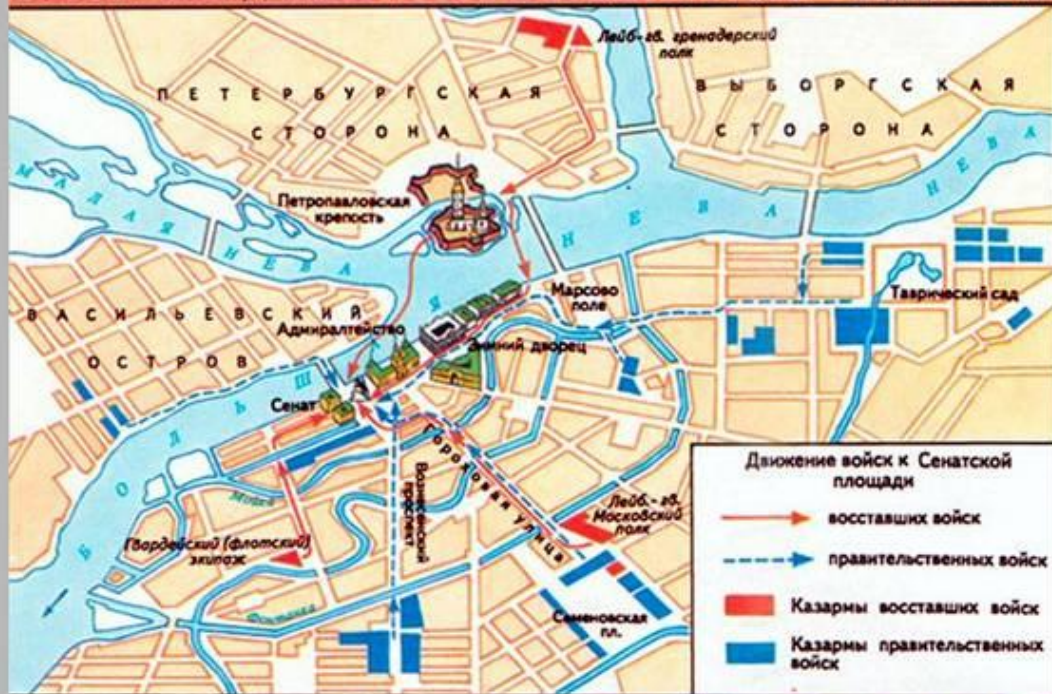 Лейб-гв. гренадерский
полк
ПЕТЕРБУРГСКАЯ
СТОРОНА
ВЫБОРГСКАЯ
СТОРОНА
МАЛАЯ НЕВА
Петропавловская
крепость
НЕВА
НЕВА
ВАСИЛЬЕВСКИЙ
ОСТРОВ
Адмиралтейство
Марсово
поле
Таврический сад
Зимний дворец
Сенат
БОЛЬШАЯ
Гороховая улица
Вознесенский
проспект
Мойка
Лейб.-гв.
Московский
полк
Гвардейский (флотский)
экипаж
Фонтанка
Семеновская
пл.
Движение войск к Сенатской
площади
восставших войск
правительственных войск
Казармы восставших войск
Казармы правительственных
войск